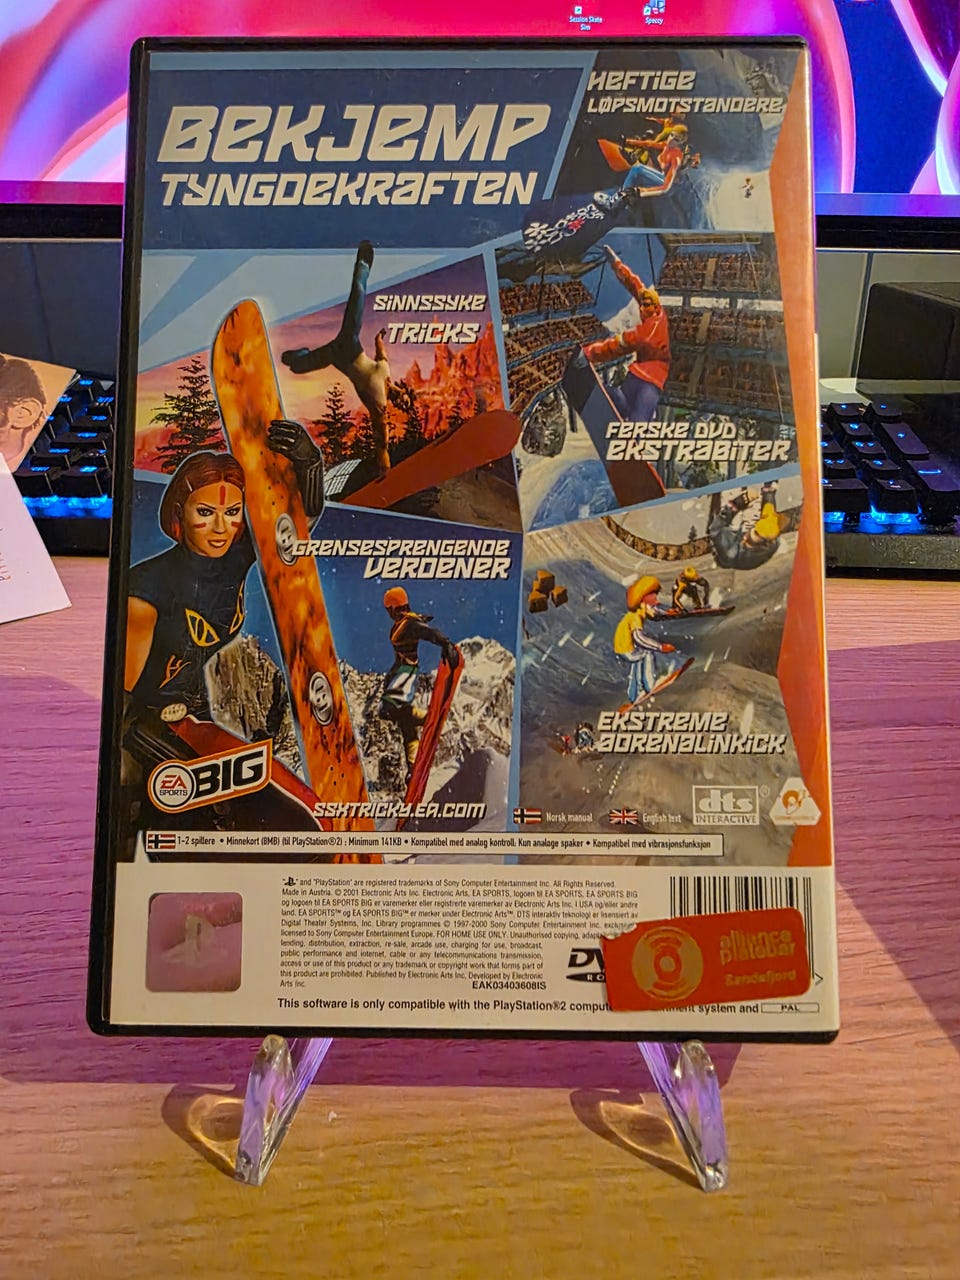 Session Skate
Sim
Speccy
HEFTIGE
LØPSMOTSTANDERE
BEKJEMP
TYNGDEKRAFTEN
SINNSSYKE
TRICKS
FERSKE DVD
EKSTRABITER
GRENSESPRENGENDE
VERDENER
EKSTREME
ADRENALINKICK
EA
SPORTS
BIG
SSXTRICKY.EA.COM
Norsk manual
English text
dts ®
INTERACTIVE
1-2 spillere • Minnekort (8MB) (til PlayStation®2) : Minimum 141KB • Kompatibel med analog kontroll: Kun analoge spaker • Kompatibel med vibrasjonsfunksjon
and "PlayStation" are registered trademarks of Sony Computer Entertainment Inc. All Rights Reserved.
Made in Austria. © 2001 Electronic Arts Inc. Electronic Arts, EA SPORTS, logoen til EA SPORTS BIG
og logoen til EA SPORTS BIG er varemerker eller registrerte varemerker av Electronic Arts Inc. I USA og/eller andre
land. EA SPORTS™ og EA SPORTS BIG™ er merker under Electronic Arts™. DTS interaktiv teknologi er lisensiert av
Digital Theater Systems, Inc. Library programmes © 1997-2000 Sony Computer Entertainment Inc.
licensed to Sony Computer Entertainment Europe. FOR HOME USE ONLY. Unauthorised copying,
lending, distribution, extraction, re-sale, arcade use, charging for use, broadcast,
public performance and internet, cable or any telecommunications transmission,
access or use of this product or any trademark or copyright work that forms part of
this product are prohibited. Published by Electronic Arts Inc. Developed by Electronic
Arts Inc.
EAK03403608IS
DV
RO
alliance
platekompaniet
Sandefjord
This software is only compatible with the PlayStation®2 compu
nt system and PAL